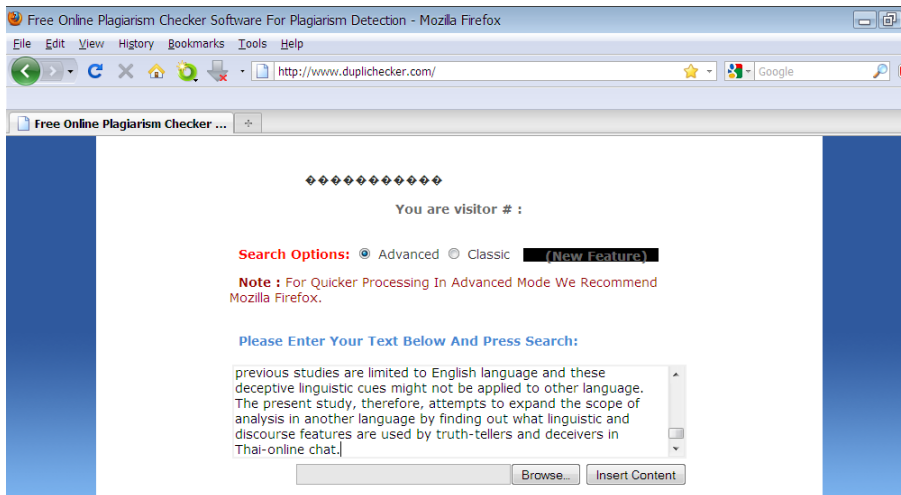 Free Online Plagiarism Checker Software For Plagiarism Detection - Mozilla Firefox
File Edit View History Bookmarks Tools Help
http://www.duplichecker.com/ Google
Free Online Plagiarism Checker ...
������������
You are visitor # :
Search Options: Advanced Classic (New Feature)
Note : For Quicker Processing In Advanced Mode We Recommend
Mozilla Firefox.
Please Enter Your Text Below And Press Search:
previous studies are limited to English language and these
deceptive linguistic cues might not be applied to other language.
The present study, therefore, attempts to expand the scope of
analysis in another language by finding out what linguistic and
discourse features are used by truth-tellers and deceivers in
Thai-online chat.
Browse... Insert Content